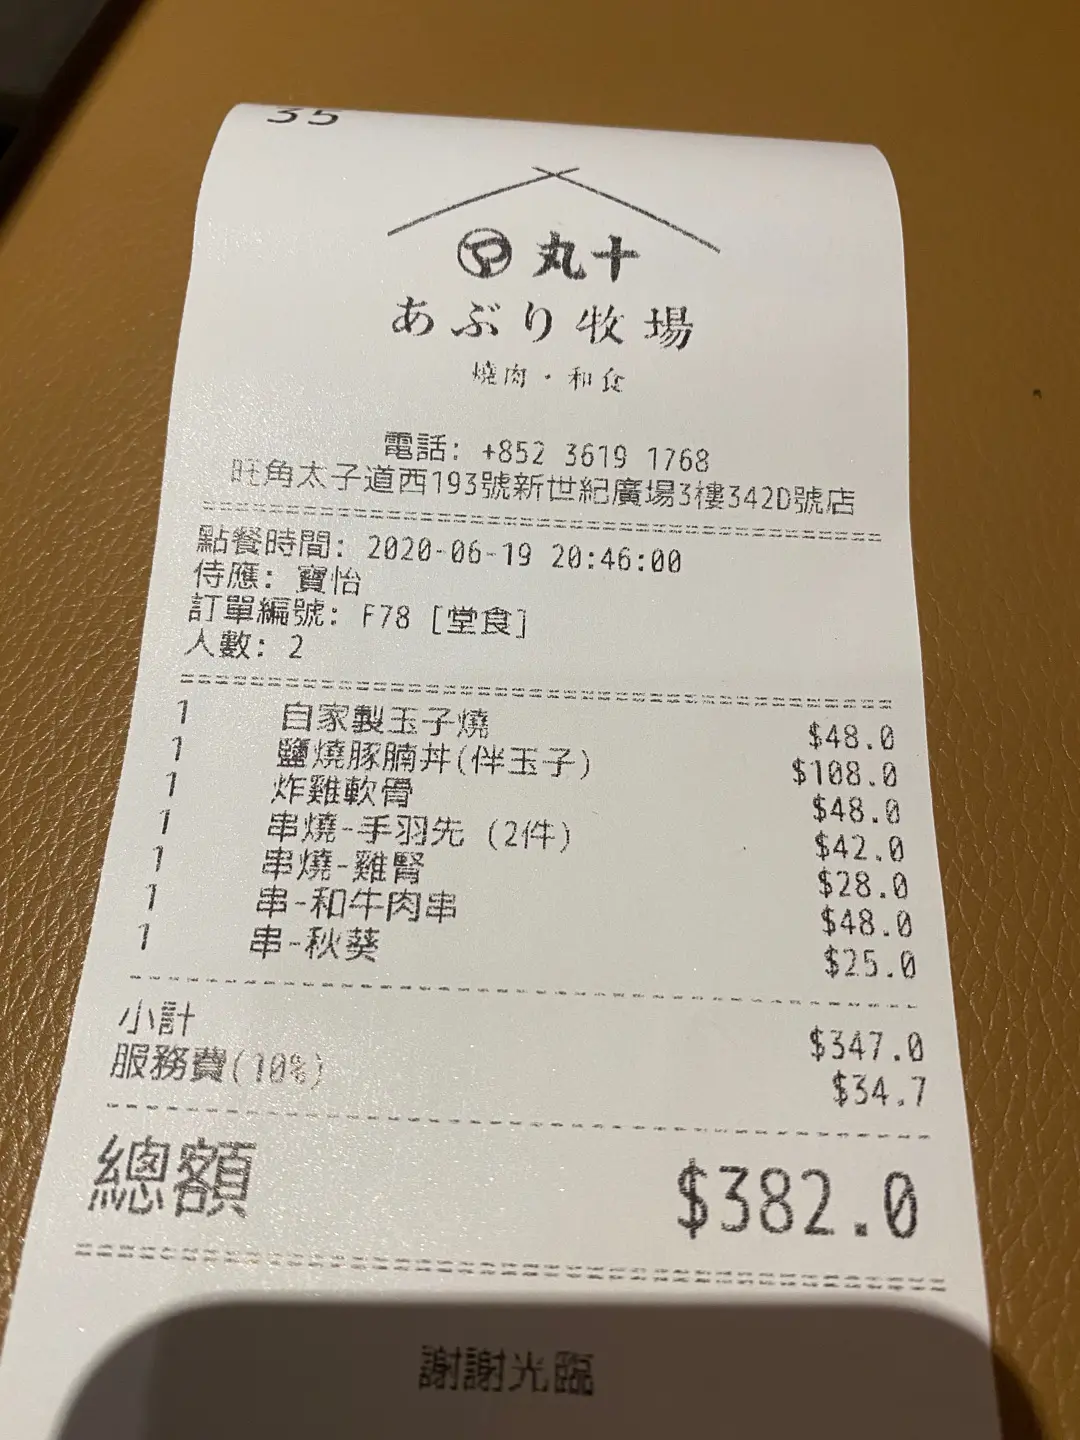 35
丸十
あぶり牧場
燒肉・和食
電話: +852 3619 1768
旺角太子道西193號新世紀廣場3樓342D號店
點餐時間: 2020-06-19 20:46:00
侍應: 寶怡
訂單編號: F78 [堂食]
人數: 2
1 自家製玉子燒 $48.0
1 鹽燒豚腩丼(伴玉子) $108.0
1 炸雞軟骨 $48.0
1 串燒-手羽先 (2件) $42.0
1 串燒-雞腎 $28.0
1 串-和牛肉串 $48.0
1 串-秋葵 $25.0
小計 $347.0
服務費(10%) $34.7
總額 $382.0
謝謝光臨